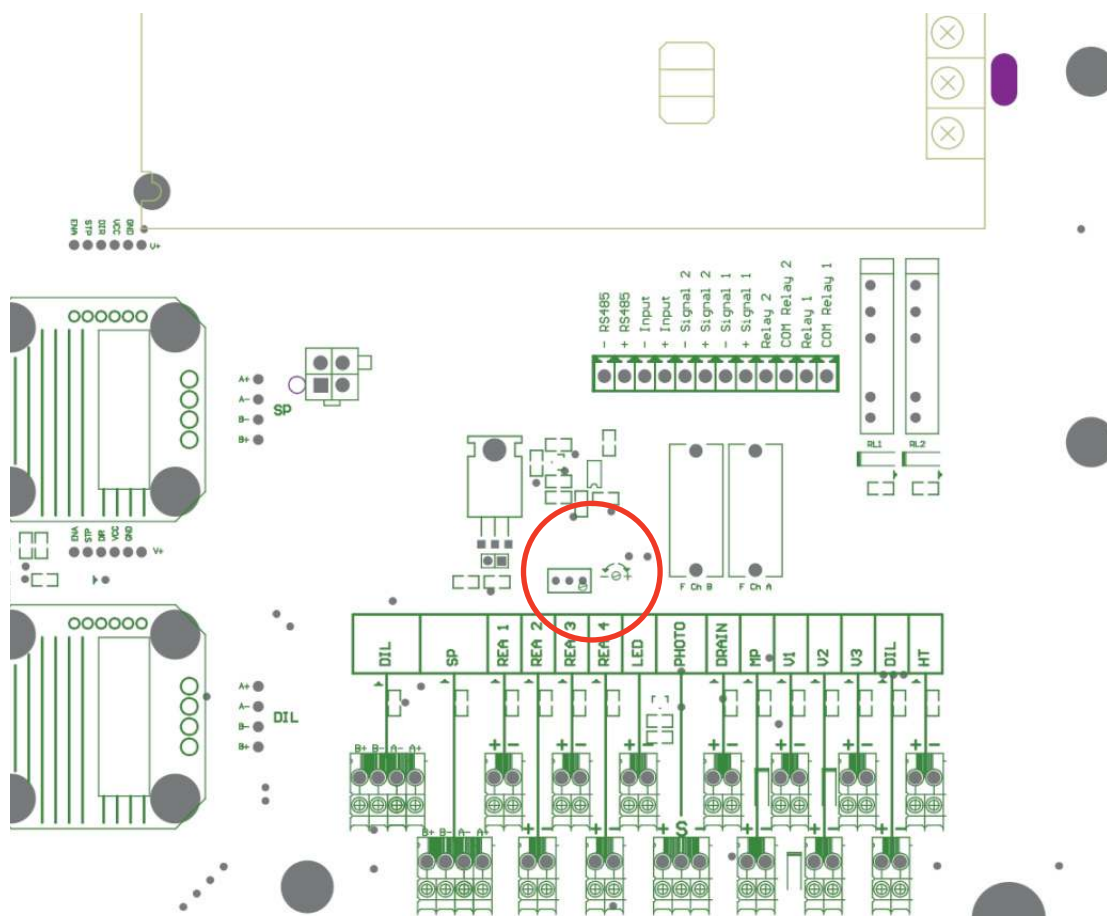 ENA STP DIR VCC GND V+
- RS485
+ RS485
- Input
+ Input
- Signal 2
+ Signal 2
- Signal 1
+ Signal 1
Relay 2
COM Relay 2
Relay 1
COM Relay 1
A+
A-
B-
B+
SP
RL1 RL2
ENA STP DIR VCC GND V+
- +
F Ch B F Ch A
DIL SP REA 1 REA 2 REA 3 REA 4 LED PHOTO DRAIN MP V1 V2 V3 DIL HT
A+
A-
B-
B+
DIL
B+ B- A- A+ + - + - + - + - + - + - + -
B+ B- A- A+ + - + - + S - + - + - + -